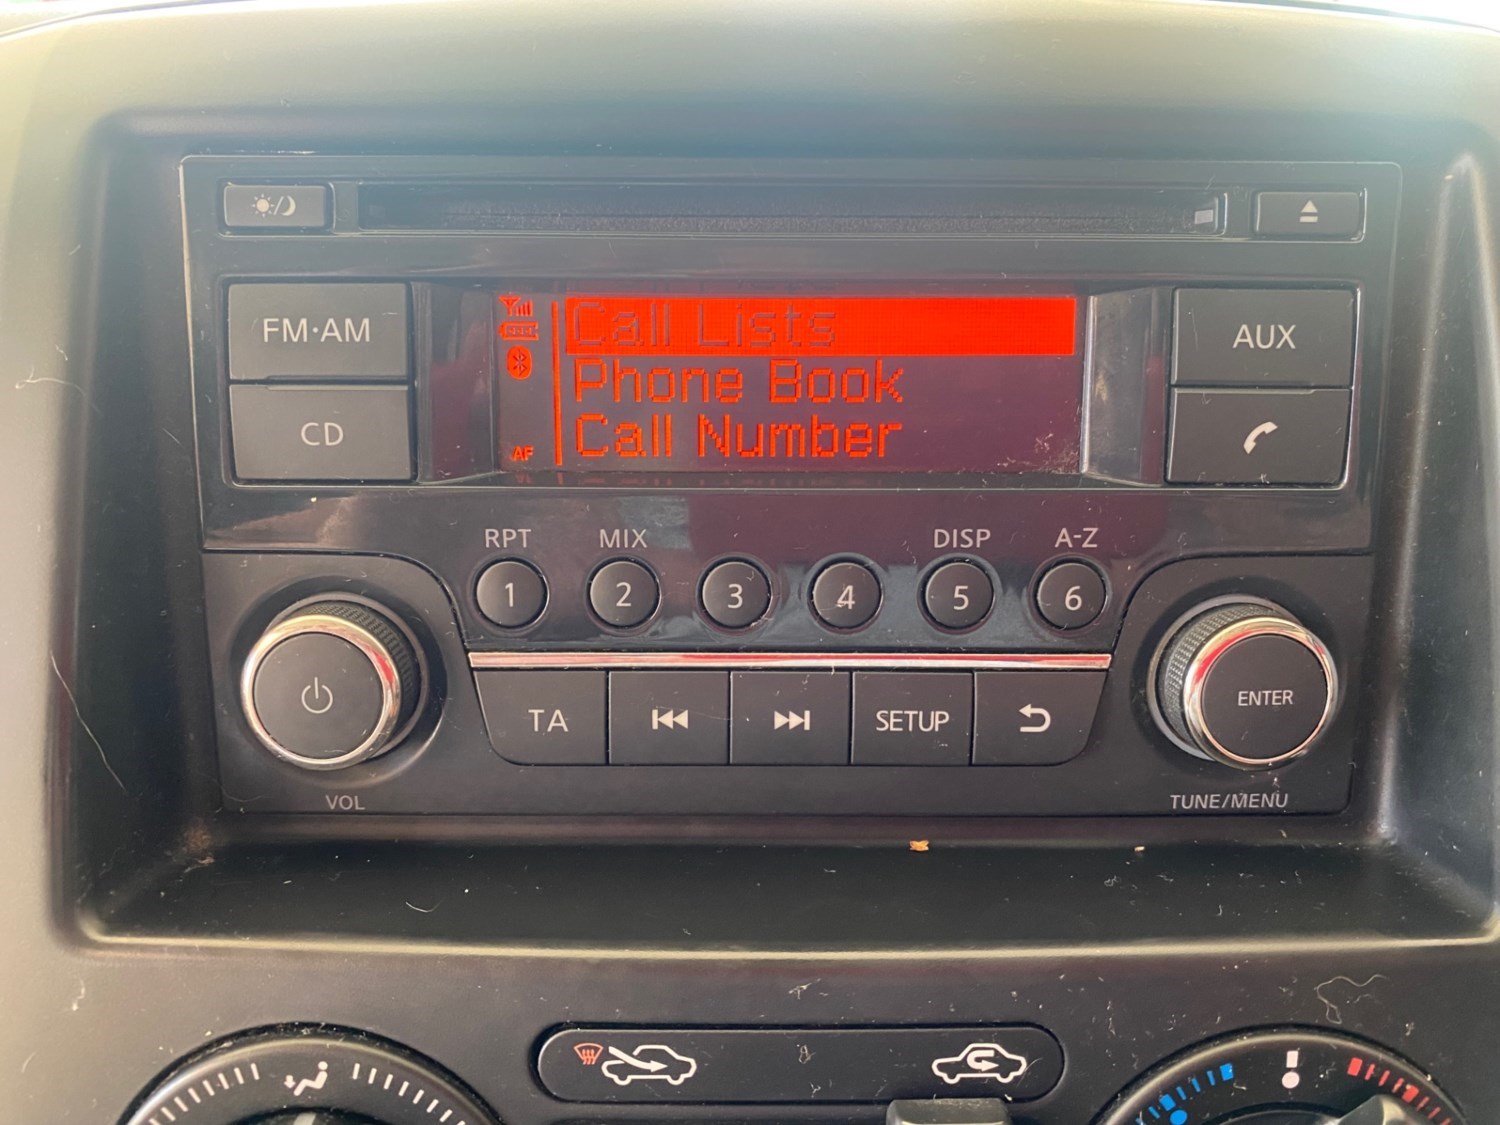 FM·AM
CD
Call Lists
Phone Book
Call Number
AF
AUX
RPT MIX DISP A-Z
1 2 3 4 5 6
TA SETUP
ENTER
VOL
TUNE/MENU